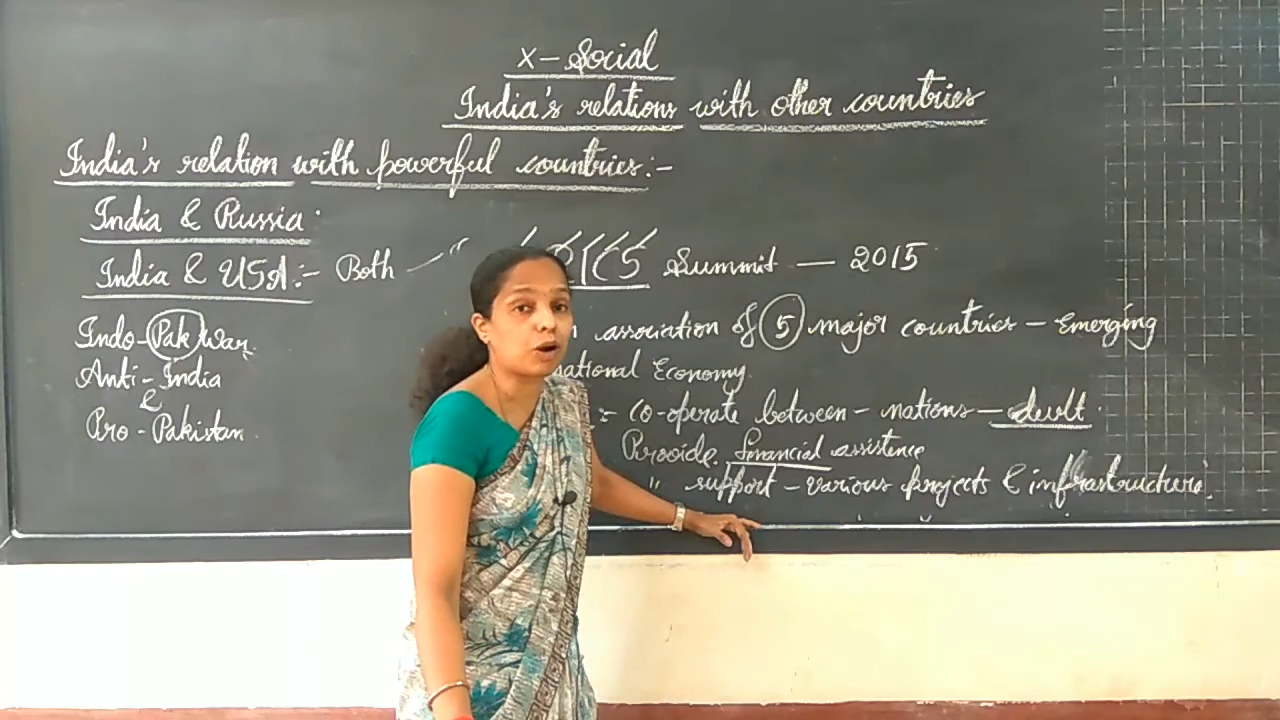 X - Social
India's relations with other countries
India's relation with powerful countries:-
India & Russia
India & USA:- Both — "
Summit — 2015
Indo-Pak War
association of 5 major countries - Emerging
Anti-India
national Economy
&
= Co-operate between - nations -
Pro-Pakistan
Provide financial assistence
" support - various projects & infrastructure.